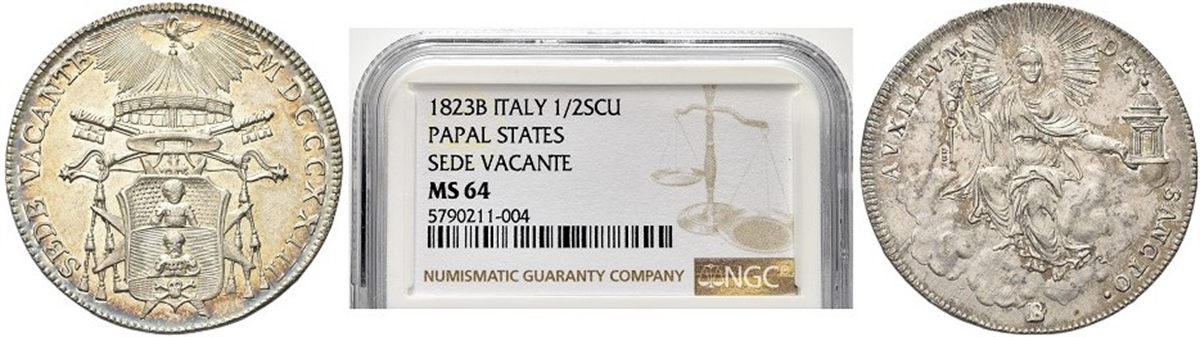 SEDE VACANTE MDCCCXXIII
1823B ITALY 1/2SCU
PAPAL STATES
SEDE VACANTE
MS 64
5790211-004
NUMISMATIC GUARANTY COMPANY
NGC
AVXILIVM DE SANCTO.
B